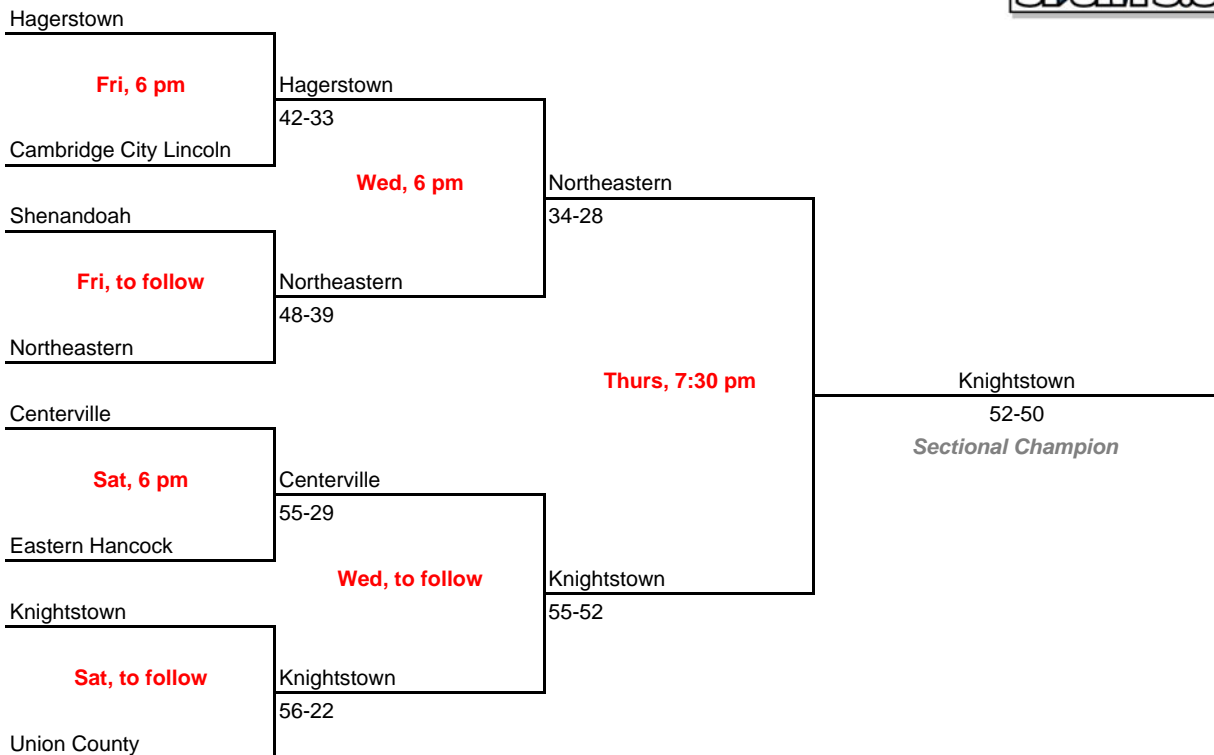 Hagerstown
Fri, 6 pm
Hagerstown
42-33
Cambridge City Lincoln
Wed, 6 pm
Northeastern
34-28
Shenandoah
Fri, to follow
Northeastern
48-39
Northeastern
Thurs, 7:30 pm
Knightstown
52-50
Sectional Champion
Centerville
Sat, 6 pm
Centerville
55-29
Eastern Hancock
Wed, to follow
Knightstown
55-52
Knightstown
Sat, to follow
Knightstown
56-22
Union County